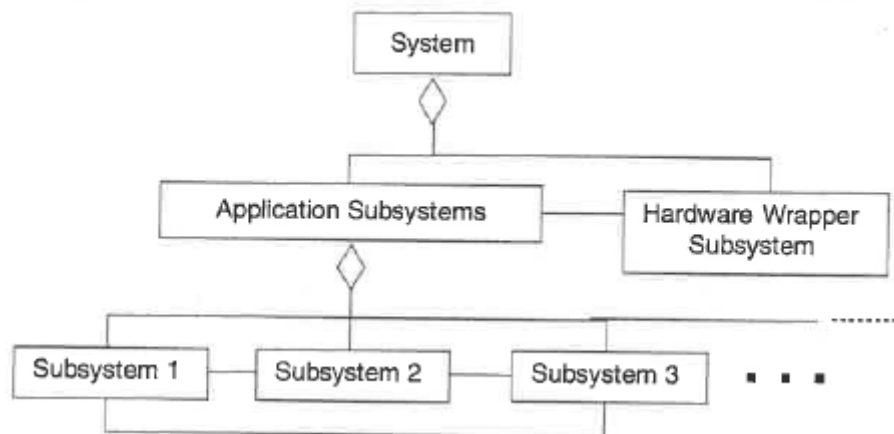 System
Application Subsystems
Hardware Wrapper
Subsystem
Subsystem 1
Subsystem 2
Subsystem 3